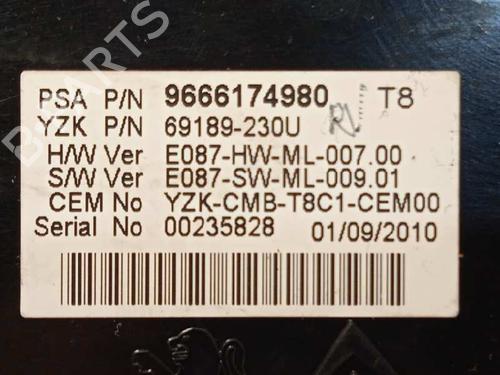 PSA P/N 9666174980 T8
YZK P/N 69189-230U
H/W Ver E087-HW-ML-007.00
S/W Ver E087-SW-ML-009.01
CEM No YZK-CMB-T8C1-CEM00
Serial No 00235828 01/09/2010